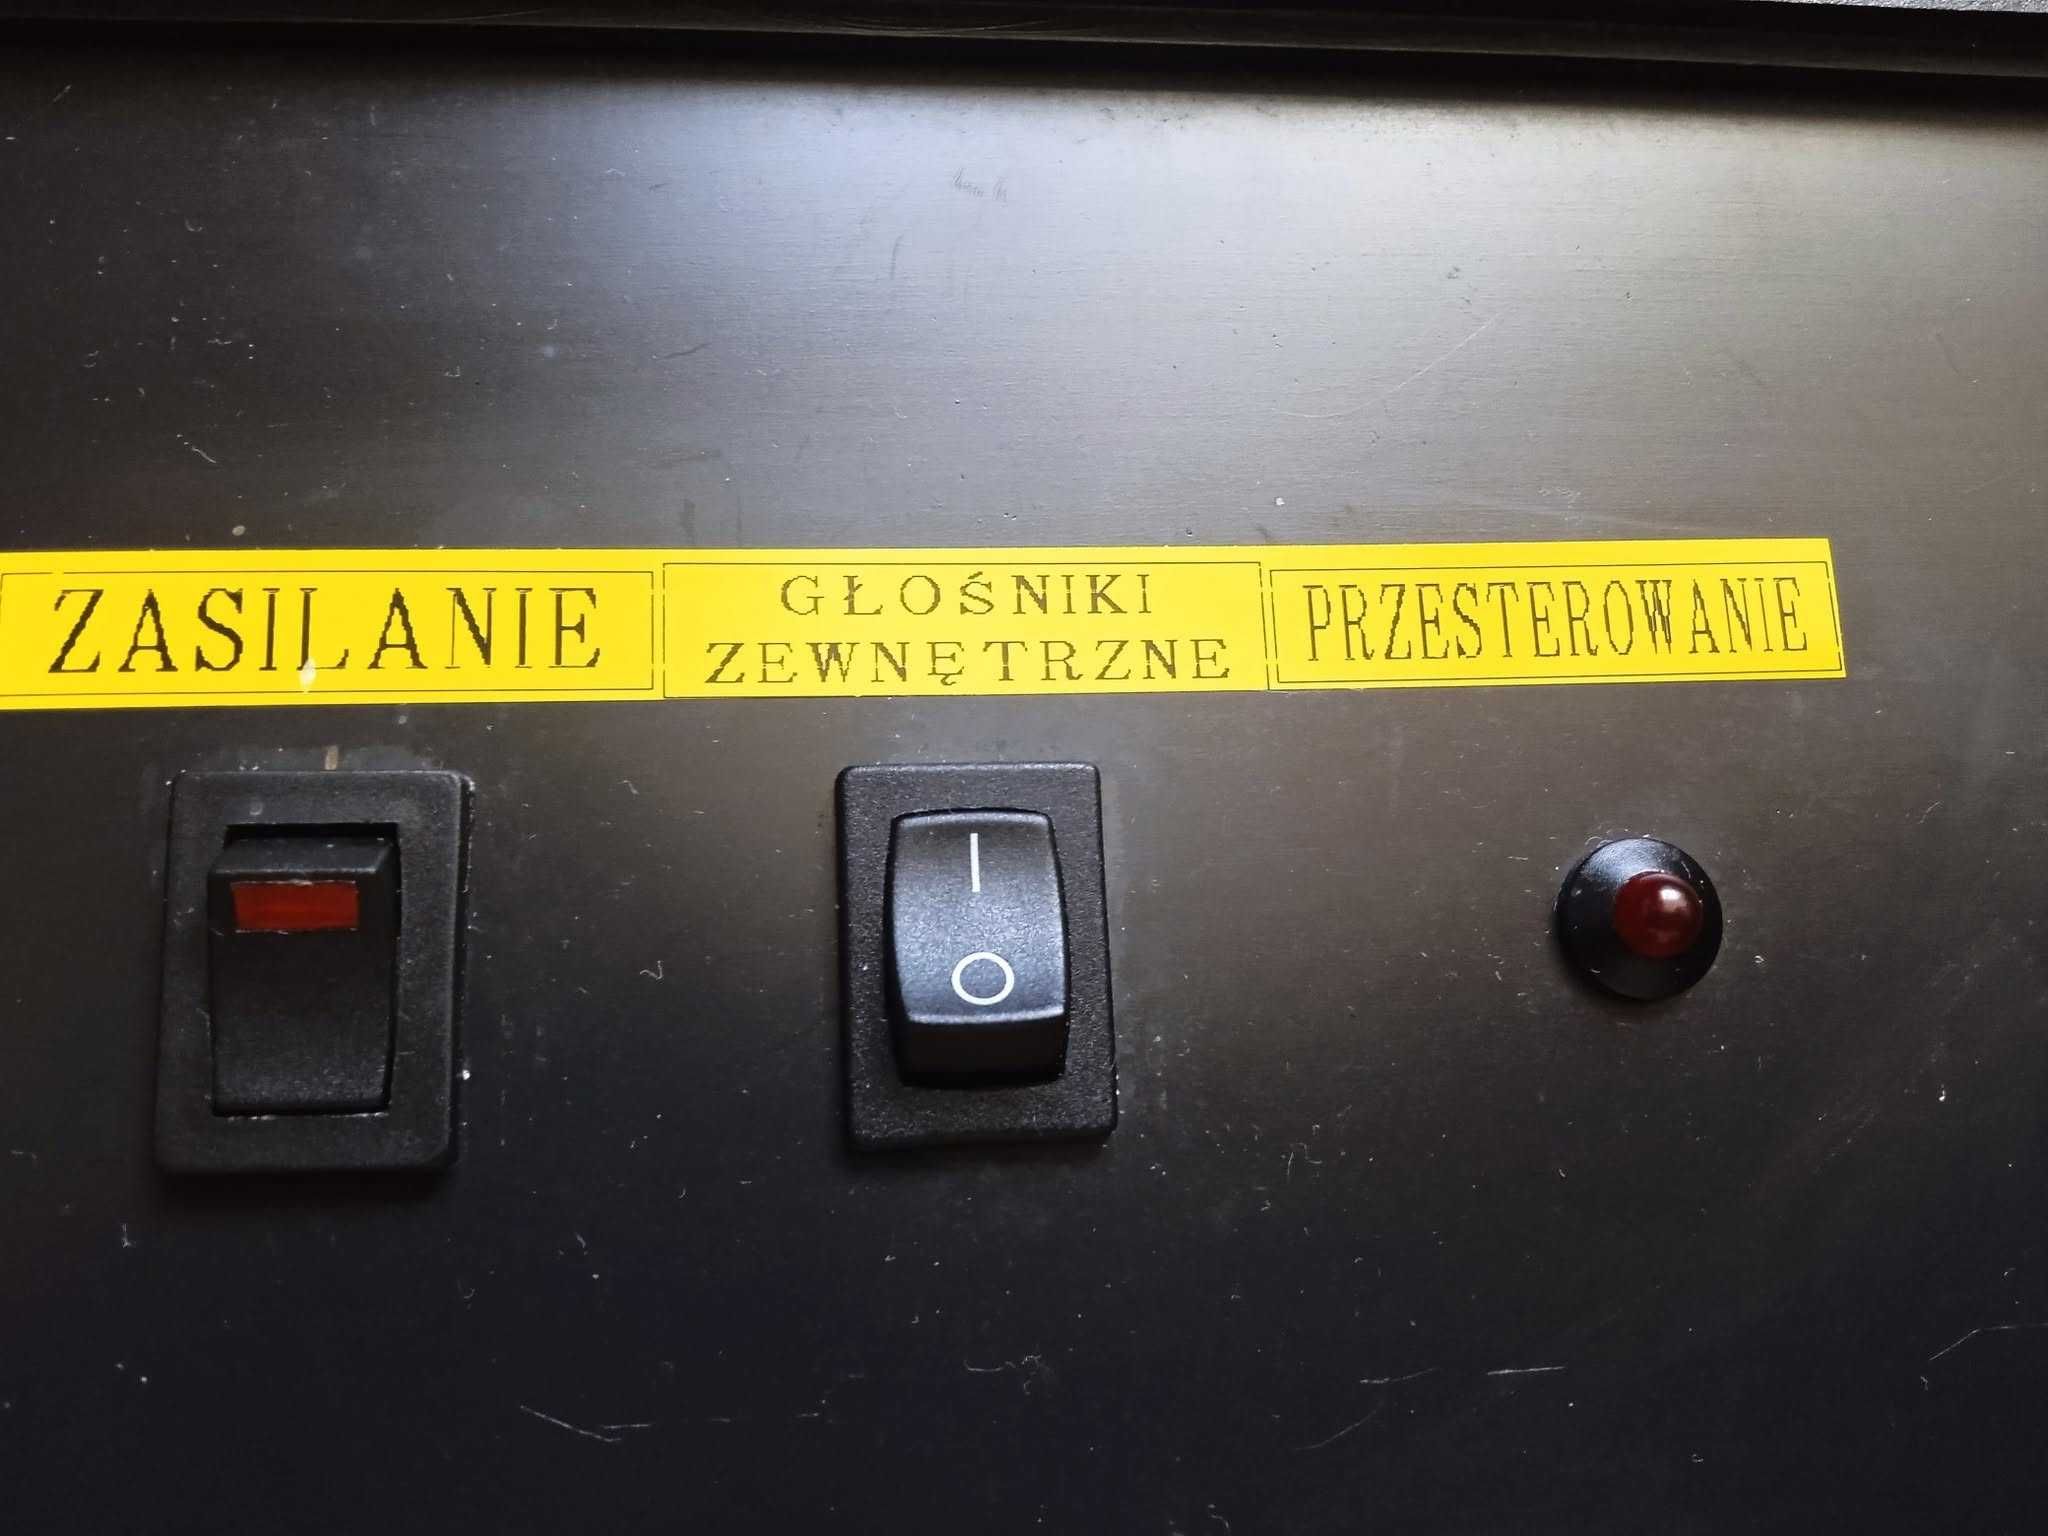 ZASILANIE
GŁOŚNIKI
ZEWNĘTRZNE
PRZESTEROWANIE
I
O